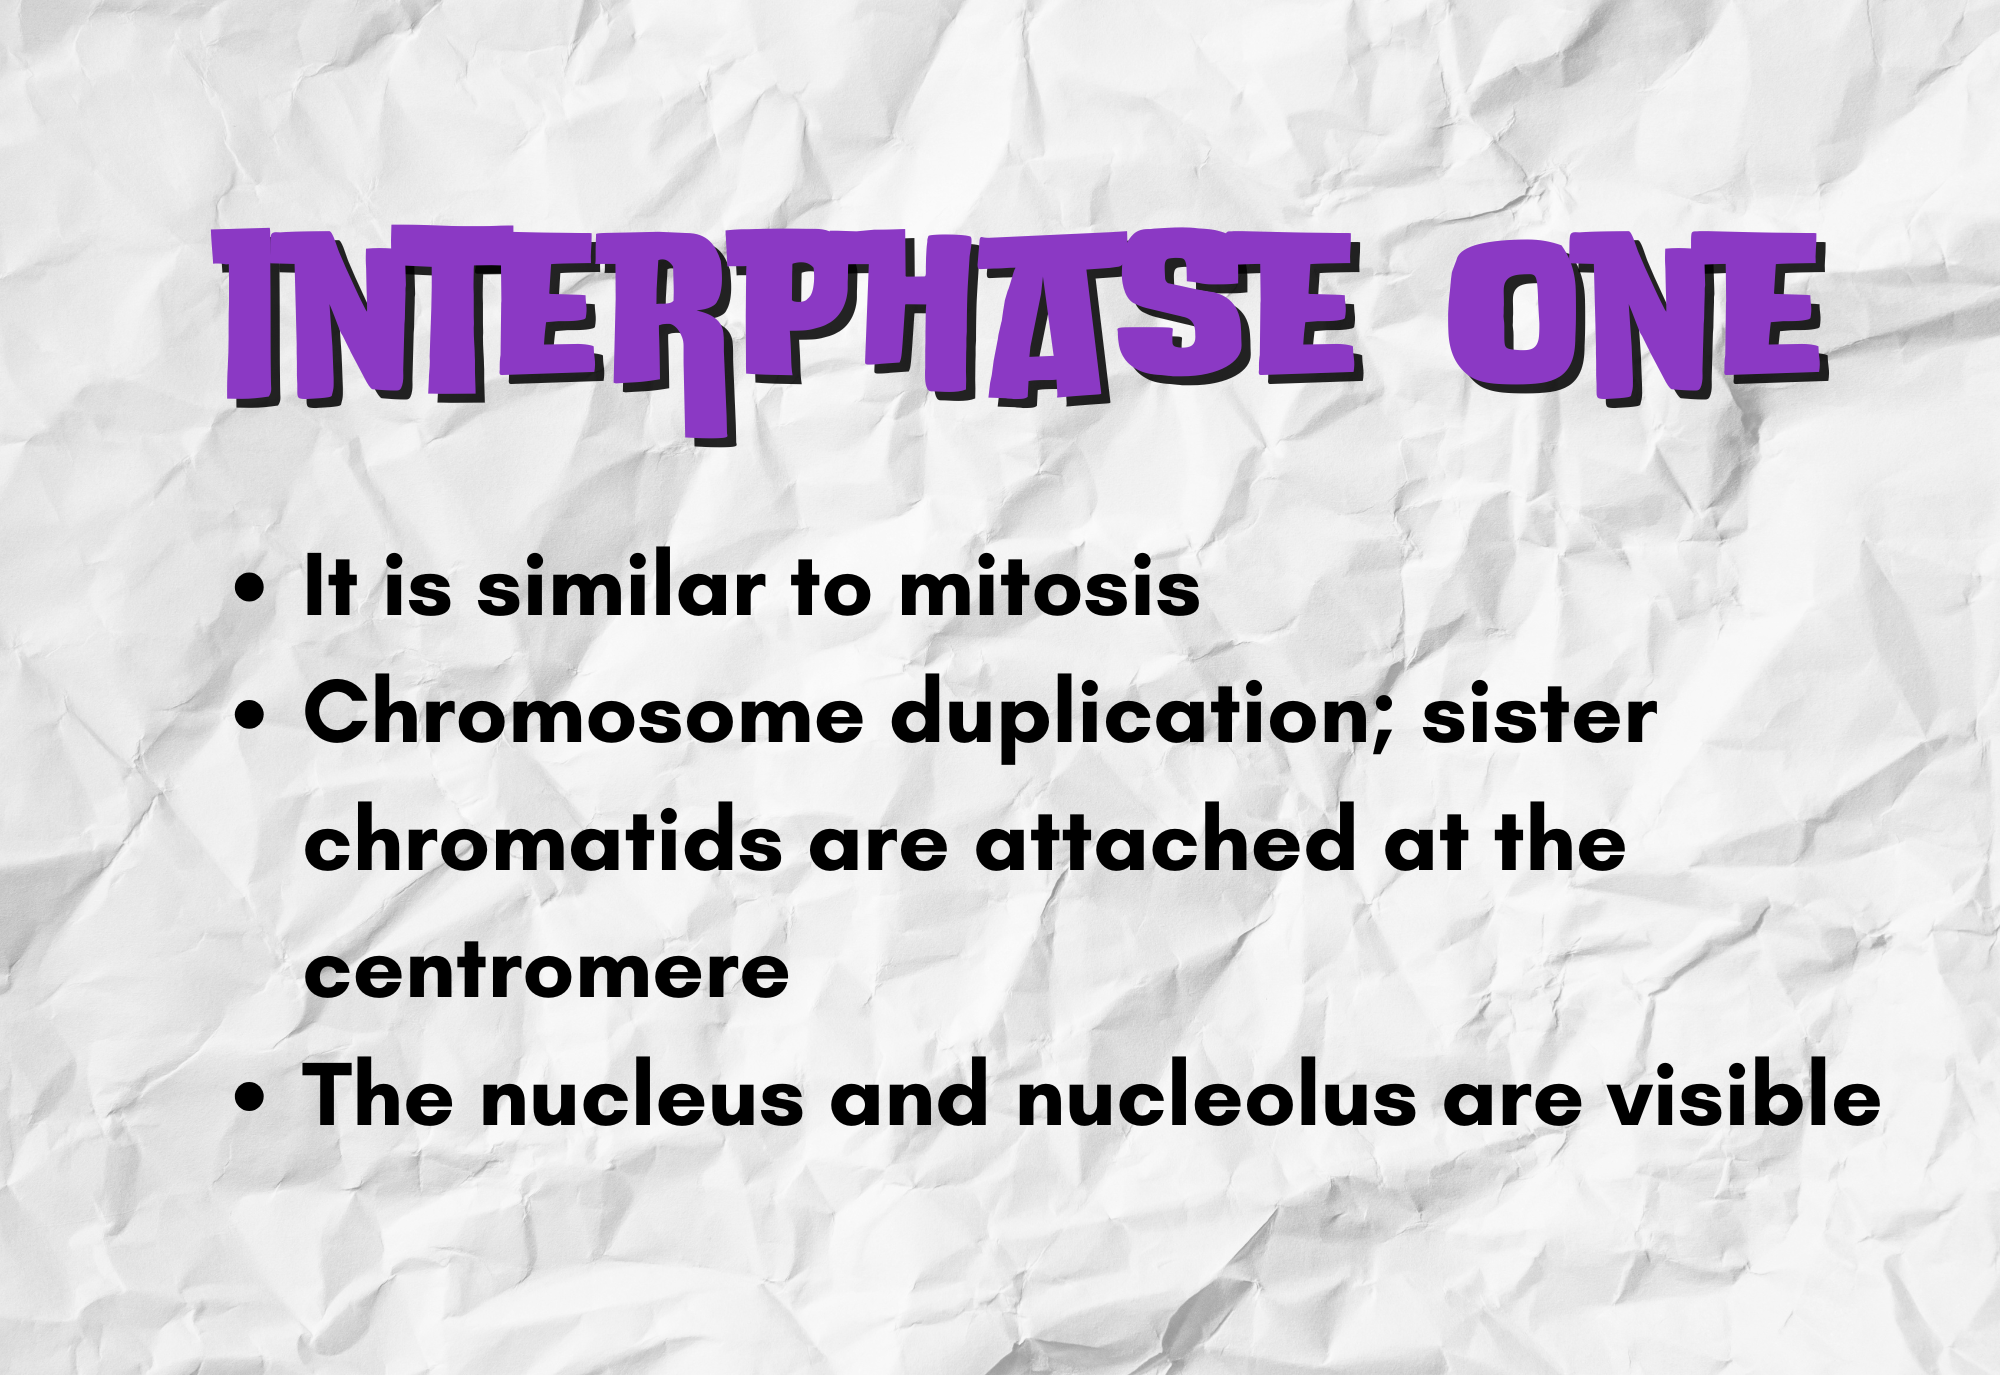 INTERPHASE ONE
• It is similar to mitosis
• Chromosome duplication; sister
chromatids are attached at the
centromere
• The nucleus and nucleolus are visible